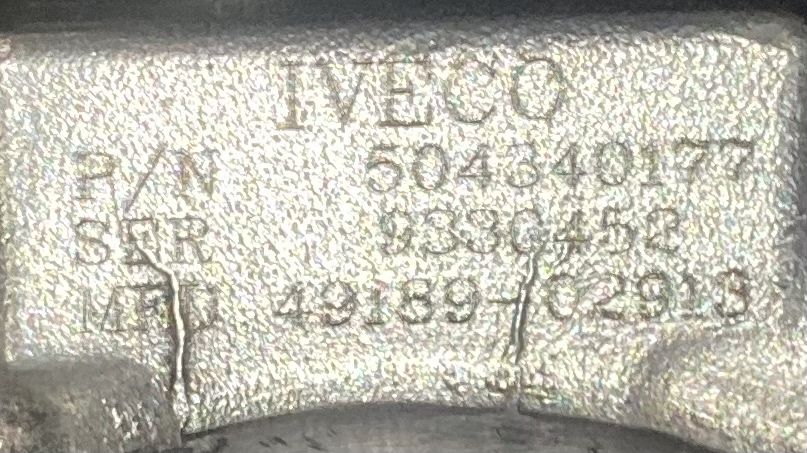 IVECO
P/N 504340177
SER 9330452
MFD 49189-02913